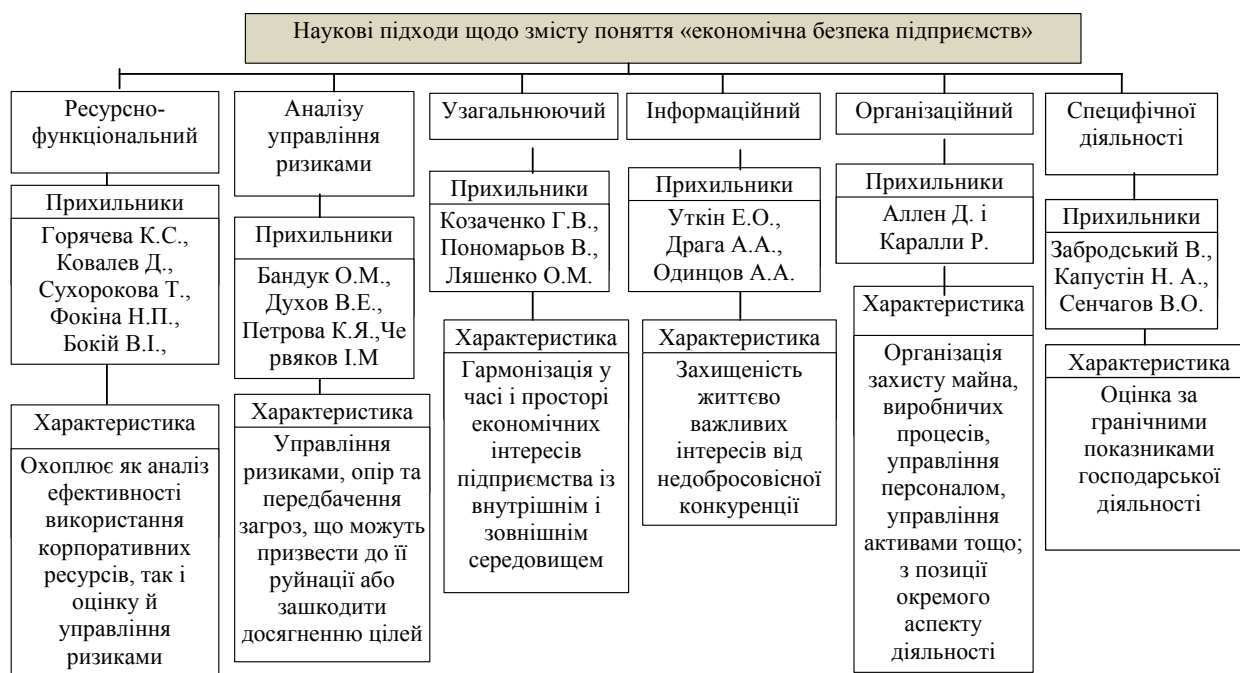 Наукові підходи щодо змісту поняття «економічна безпека підприємств»
Ресурсно-
функціональний
Прихильники
Горячева К.С.,
Ковалев Д.,
Сухорокова Т.,
Фокіна Н.П.,
Бокій В.І.,
Характеристика
Охоплює як аналіз
ефективності
використання
корпоративних
ресурсів, так і
оцінку й
управління
ризиками
Аналізу
управління
ризиками
Прихильники
Бандук О.М.,
Духов В.Е.,
Петрова К.Я.,Че
рвяков І.М
Характеристика
Управління
ризиками, опір та
передбачення
загроз, що можуть
призвести до її
руйнації або
зашкодити
досягненню цілей
Узагальнюючий
Прихильники
Козаченко Г.В.,
Пономарьов В.,
Ляшенко О.М.
Характеристика
Гармонізація у
часі і просторі
економічних
інтересів
підприємства із
внутрішнім і
зовнішнім
середовищем
Інформаційний
Прихильники
Уткін Е.О.,
Драга А.А.,
Одинцов А.А.
Характеристика
Захищеність
життєво
важливих
інтересів від
недобросовісної
конкуренції
Організаційний
Прихильники
Аллен Д. і
Каралли Р.
Характеристика
Організація
захисту майна,
виробничих
процесів,
управління
персоналом,
управління
активами тощо;
з позиції
окремого
аспекту
діяльності
Специфічної
діяльності
Прихильники
Забродський В.,
Капустін Н. А.,
Сенчагов В.О.
Характеристика
Оцінка за
гранічними
показниками
господарської
діяльності